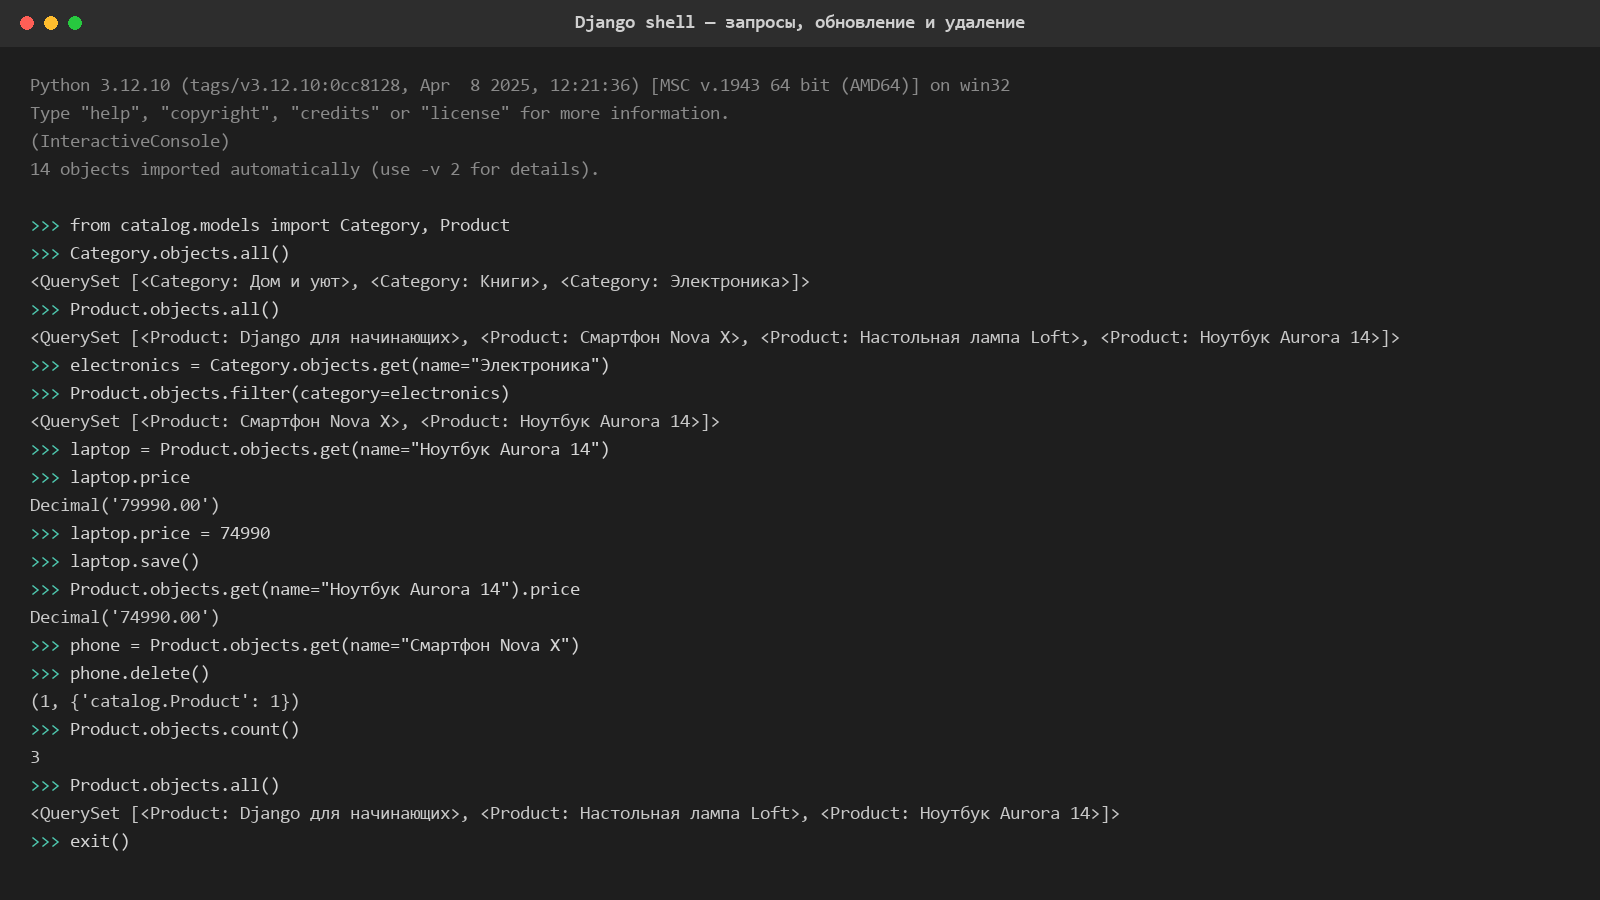 Django shell — запросы, обновление и удаление
Python 3.12.10 (tags/v3.12.10:0cc8128, Apr  8 2025, 12:21:36) [MSC v.1943 64 bit (AMD64)] on win32
Type "help", "copyright", "credits" or "license" for more information.
(InteractiveConsole)
14 objects imported automatically (use -v 2 for details).
>>> from catalog.models import Category, Product
>>> Category.objects.all()
<QuerySet [<Category: Дом и уют>, <Category: Книги>, <Category: Электроника>]>
>>> Product.objects.all()
<QuerySet [<Product: Django для начинающих>, <Product: Смартфон Nova X>, <Product: Настольная лампа Loft>, <Product: Ноутбук Aurora 14>]>
>>> electronics = Category.objects.get(name="Электроника")
>>> Product.objects.filter(category=electronics)
<QuerySet [<Product: Смартфон Nova X>, <Product: Ноутбук Aurora 14>]>
>>> laptop = Product.objects.get(name="Ноутбук Aurora 14")
>>> laptop.price
Decimal('79990.00')
>>> laptop.price = 74990
>>> laptop.save()
>>> Product.objects.get(name="Ноутбук Aurora 14").price
Decimal('74990.00')
>>> phone = Product.objects.get(name="Смартфон Nova X")
>>> phone.delete()
(1, {'catalog.Product': 1})
>>> Product.objects.count()
3
>>> Product.objects.all()
<QuerySet [<Product: Django для начинающих>, <Product: Настольная лампа Loft>, <Product: Ноутбук Aurora 14>]>
>>> exit()